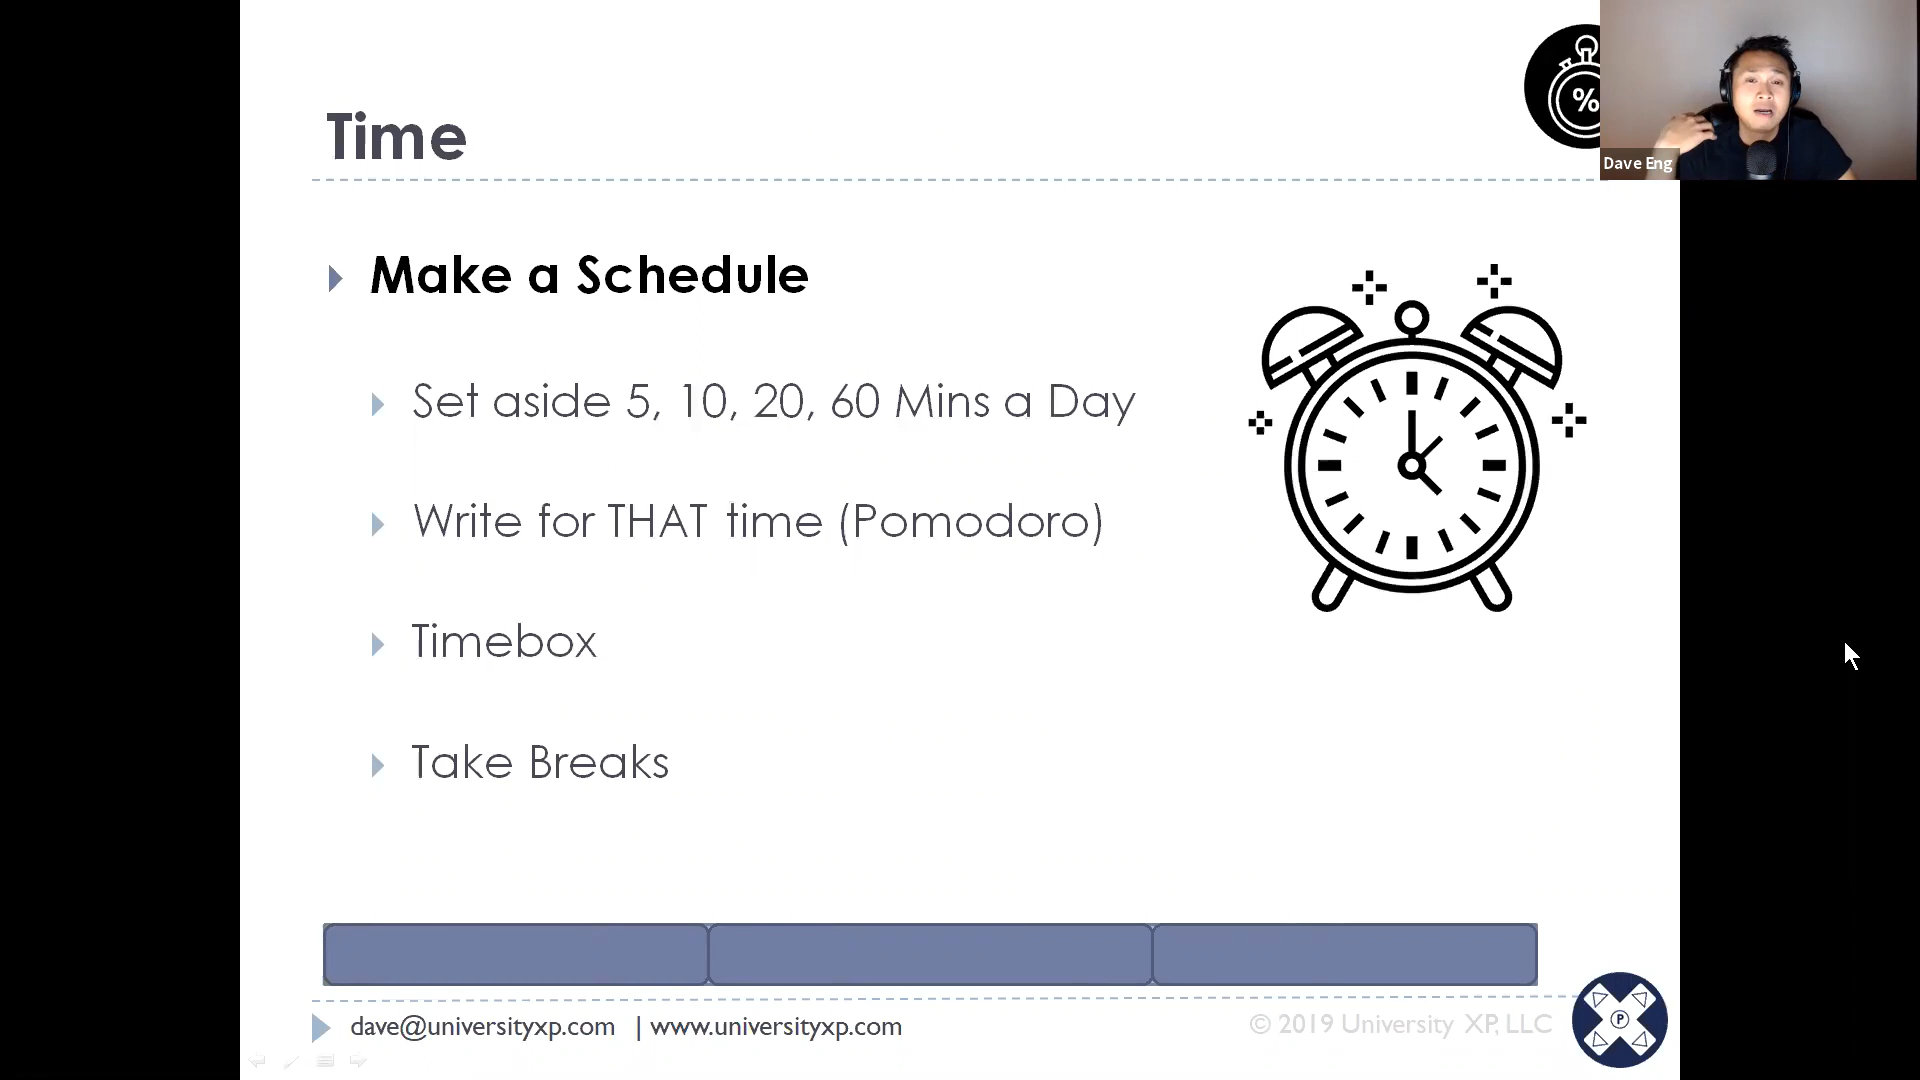 Time
%
Dave Eng
Make a Schedule
Set aside 5, 10, 20, 60 Mins a Day
Write for THAT time (Pomodoro)
Timebox
Take Breaks
dave@universityxp.com | www.universityxp.com
© 2019 University XP, LLC
P